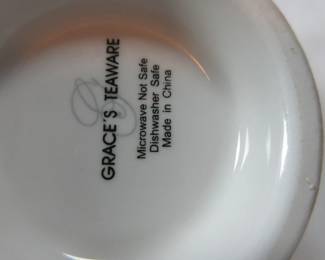 GRACE'S TEAWARE
Microwave Not Safe
Dishwasher Safe
Made in China